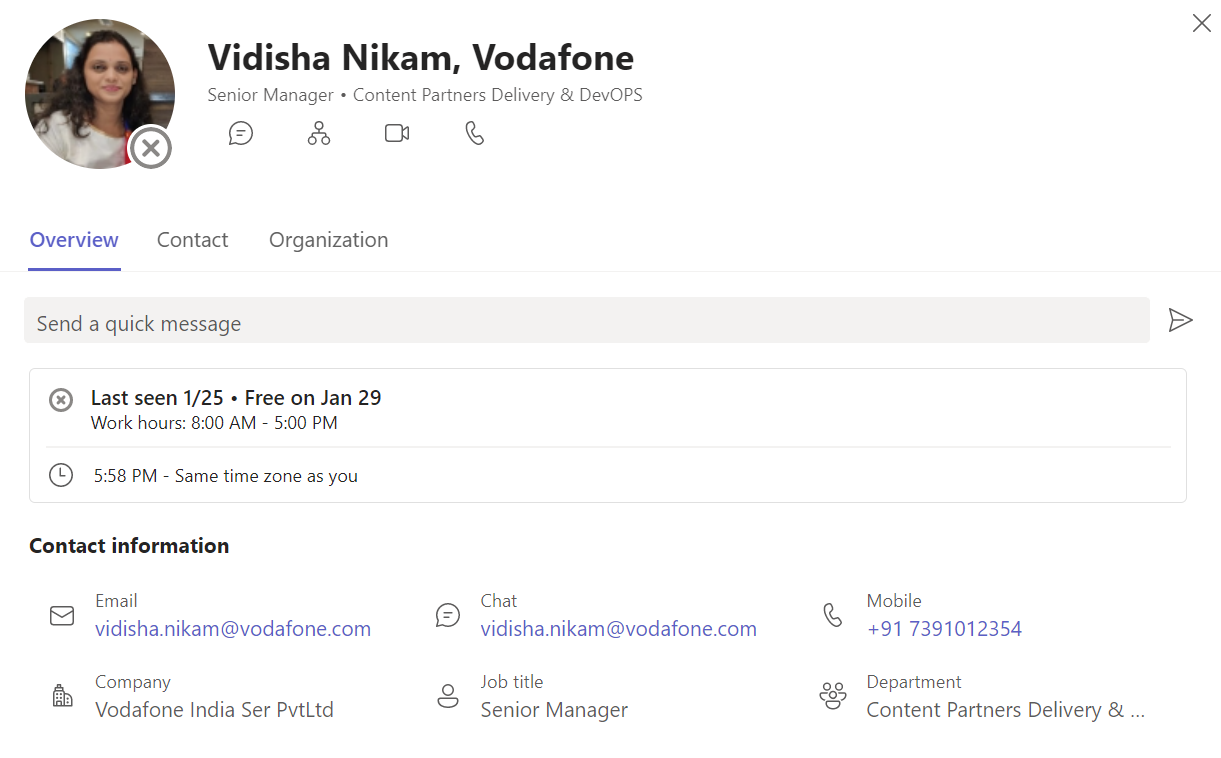 Vidisha Nikam, Vodafone
Senior Manager • Content Partners Delivery & DevOPS
Overview Contact Organization
Send a quick message
Last seen 1/25 • Free on Jan 29
Work hours: 8:00 AM - 5:00 PM
5:58 PM - Same time zone as you
Contact information
Email
vidisha.nikam@vodafone.com
Chat
vidisha.nikam@vodafone.com
Mobile
+91 7391012354
Company
Vodafone India Ser PvtLtd
Job title
Senior Manager
Department
Content Partners Delivery & ...